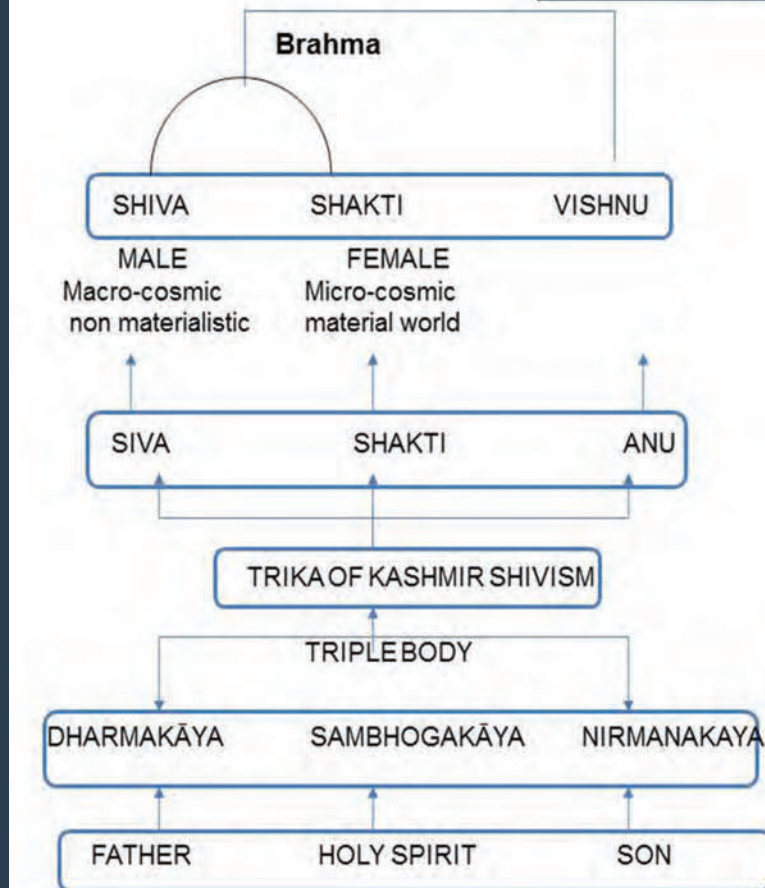 Brahma
SHIVA SHAKTI VISHNU
MALE FEMALE
Macro-cosmic Micro-cosmic
non materialistic material world
SIVA SHAKTI ANU
TRIKA OF KASHMIR SHIVISM
TRIPLE BODY
DHARMAKĀYA SAMBHOGAKĀYA NIRMANAKAYA
FATHER HOLY SPIRIT SON